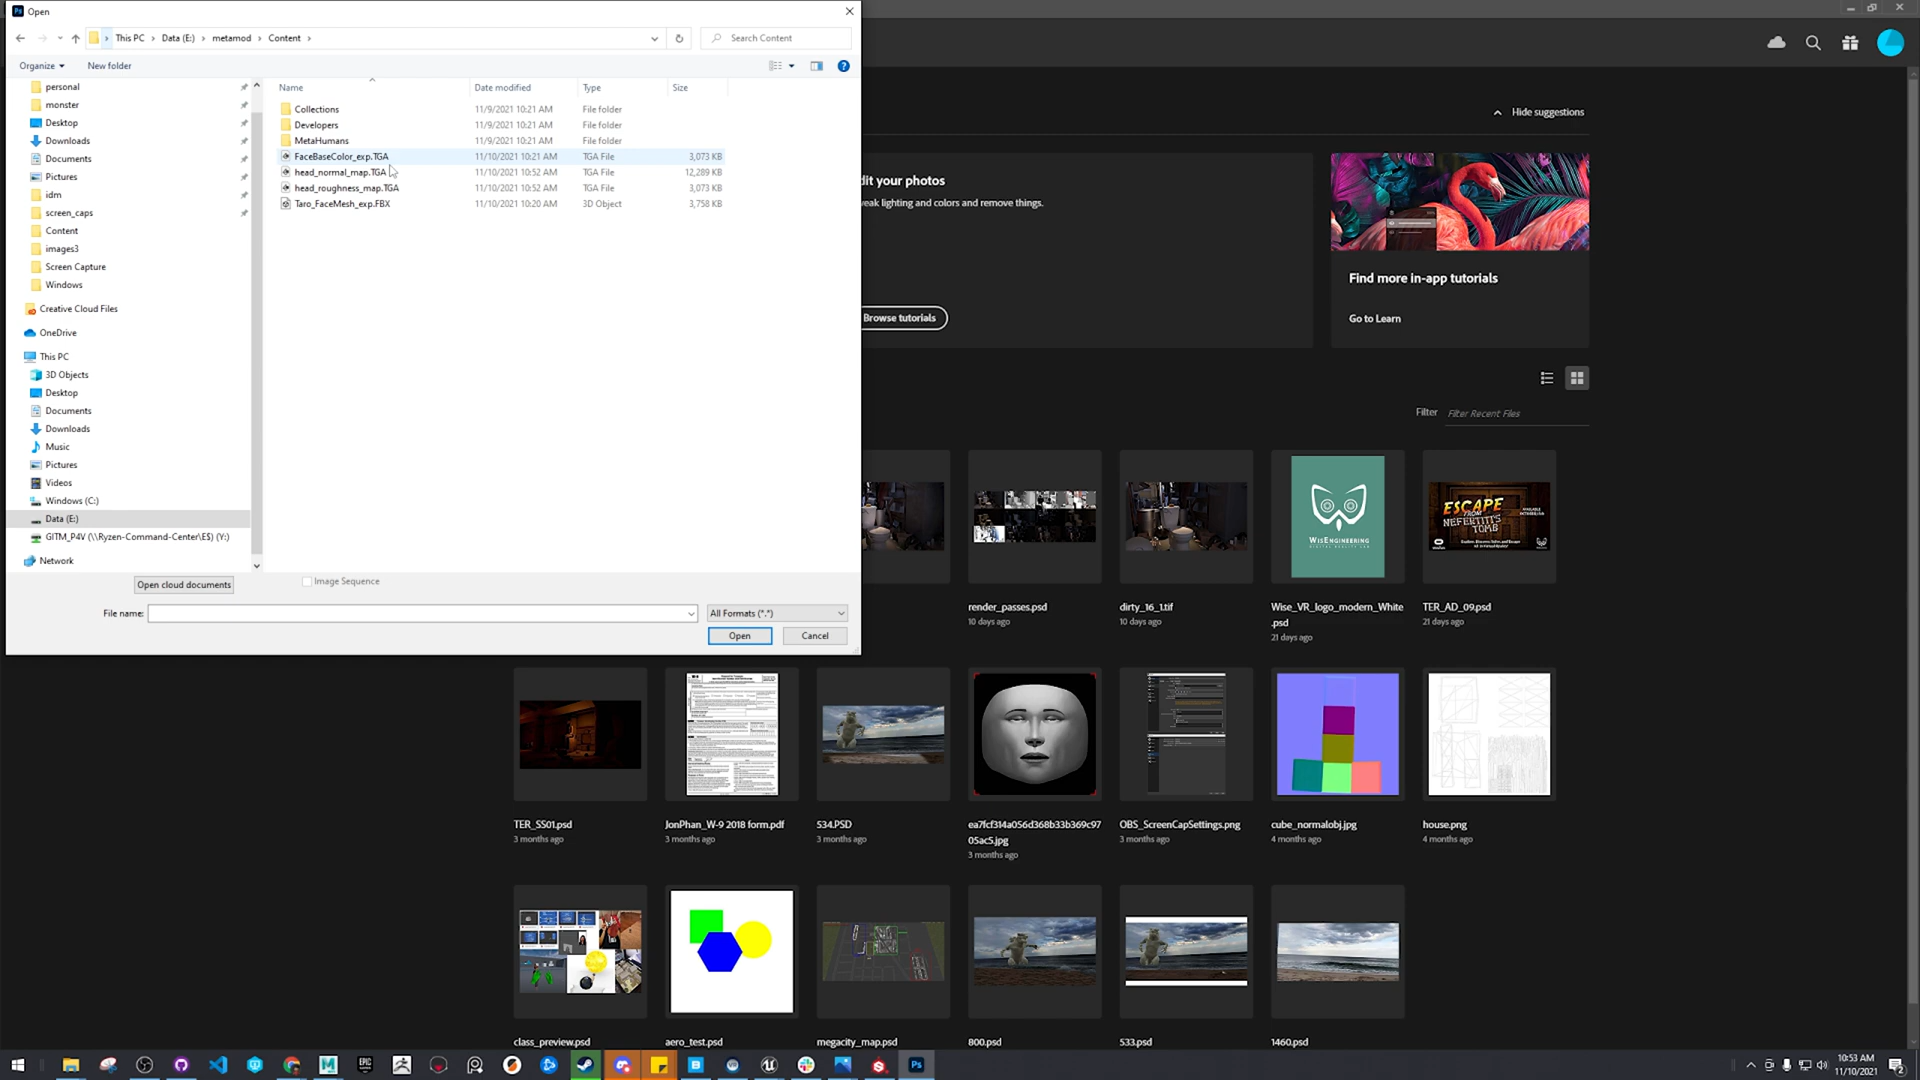 Open
This PC > Data (E:) > metamod > Content >
Search Content
Organize
New folder
Name
Date modified
Type
Size
personal
monster
Desktop
Downloads
Documents
Pictures
idm
screen_caps
Content
images3
Screen Capture
Windows
Creative Cloud Files
OneDrive
This PC
3D Objects
Desktop
Documents
Downloads
Music
Pictures
Videos
Windows (C:)
Data (E:)
GITM_P4V (\\Ryzen-Command-Center\E$) (Y:)
Network
Collections 11/9/2021 10:21 AM File folder
Developers 11/9/2021 10:21 AM File folder
MetaHumans 11/9/2021 10:21 AM File folder
FaceBaseColor_exp.TGA 11/10/2021 10:21 AM TGA File 3,073 KB
head_normal_map.TGA 11/10/2021 10:52 AM TGA File 12,289 KB
head_roughness_map.TGA 11/10/2021 10:52 AM TGA File 3,073 KB
Taro_FaceMesh_exp.FBX 11/10/2021 10:20 AM 3D Object 3,758 KB
Open cloud documents
Image Sequence
File name:
All Formats (*.*)
Open
Cancel
Hide suggestions
dit your photos
eak lighting and colors and remove things.
Browse tutorials
Find more in-app tutorials
Go to Learn
Filter
Filter Recent Files
WISENGINEERING
DIGITAL REALITY LAB
ESCAPE
FROM
NEFERTITI'S
TOMB
render_passes.psd
10 days ago
dirty_16_1.tif
10 days ago
Wise_VR_logo_modern_White
.psd
21 days ago
TER_AD_09.psd
21 days ago
TER_SS01.psd
3 months ago
JonPhan_W-9 2018 form.pdf
3 months ago
534.PSD
3 months ago
ea7fcf314a056d368b33b369c97
05ac5.jpg
3 months ago
OBS_ScreenCapSettings.png
3 months ago
cube_normalobj.jpg
4 months ago
house.png
4 months ago
class_preview.psd
aero_test.psd
megacity_map.psd
800.psd
533.psd
1460.psd
10:53 AM
11/10/2021